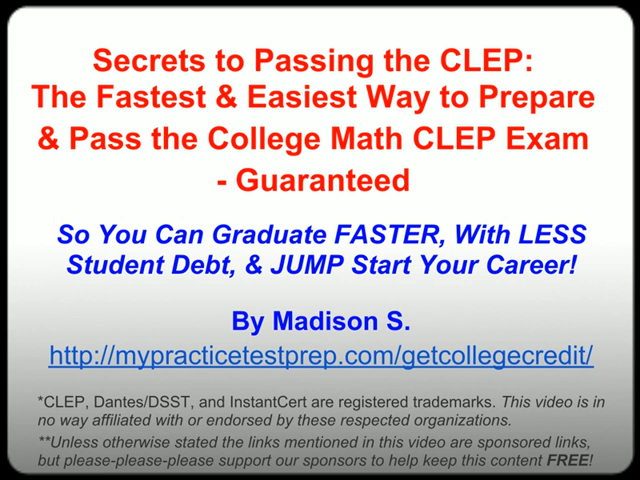 Secrets to Passing the CLEP:
The Fastest & Easiest Way to Prepare
& Pass the College Math CLEP Exam
- Guaranteed
So You Can Graduate FASTER, With LESS
Student Debt, & JUMP Start Your Career!
By Madison S.
http://mypracticetestprep.com/getcollegecredit/
*CLEP, Dantes/DSST, and InstantCert are registered trademarks. This video is in
no way affiliated with or endorsed by these respected organizations.
**Unless otherwise stated the links mentioned in this video are sponsored links,
but please-please-please support our sponsors to help keep this content FREE!